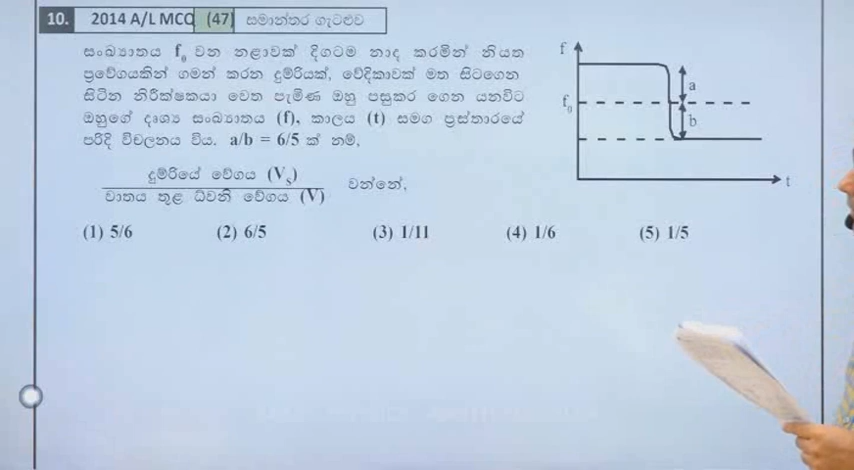 10. 2014 A/L MCQ (47) සමාන්තර ගැටළුව
සංඛ්‍යාතය f₀ වන නළාවක් දිගටම නාද කරමින් නියත
ප්‍රවේගයකින් ගමන් කරන දුම්රියක්, වේදිකාවක් මත සිටගෙන
සිටින නිරීක්ෂකයා වෙත පැමිණ ඔහු පසුකර ගෙන යනවිට
ඔහුගේ දෘශ්‍ය සංඛ්‍යාතය (f), කාලය (t) සමග ප්‍රස්තාරයේ
පරිදි විචලනය විය. a/b = 6/5 ක් නම්,
දුම්රියේ වේගය (Vₛ)
වාතය තුළ ධ්වනි වේගය (V)
වන්නේ,
(1) 5/6 (2) 6/5 (3) 1/11 (4) 1/6 (5) 1/5
f
a
f₀
b
t